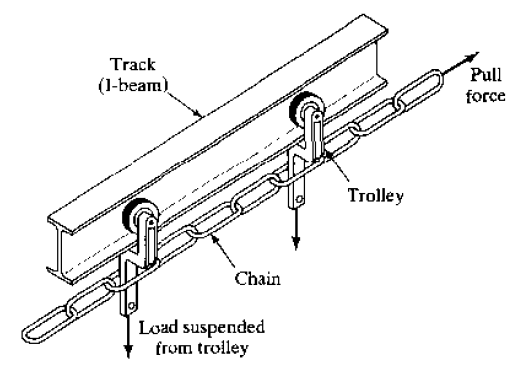 Track
(I-beam)
Pull
force
Trolley
Chain
Load suspended
from trolley